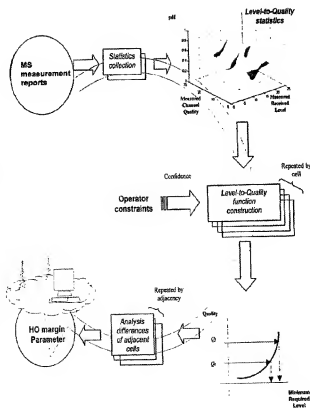 Level-to-Quality
statistics
pH
MS
measurement
reports
Statistics
collection
Measured
Channel
Quality
Measured
Received
Level
Repeated by
cell
Confidence
Operator
constraints
Level-to-Quality
function
construction
Repeated by
adjacency
HO margin
Parameter
Analysis
differences
of adjacent
cells
Quality
Minimum
Required
Level